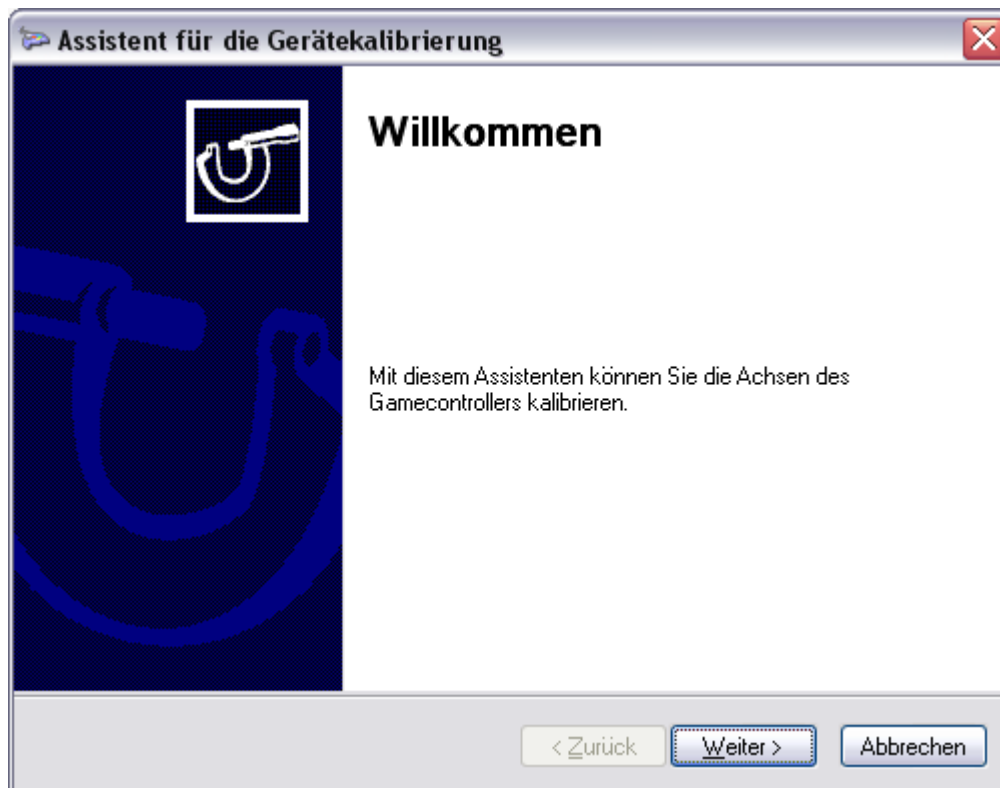 Assistent für die Gerätekalibrierung
Willkommen
Mit diesem Assistenten können Sie die Achsen des
Gamecontrollers kalibrieren.
< Zurück Weiter > Abbrechen